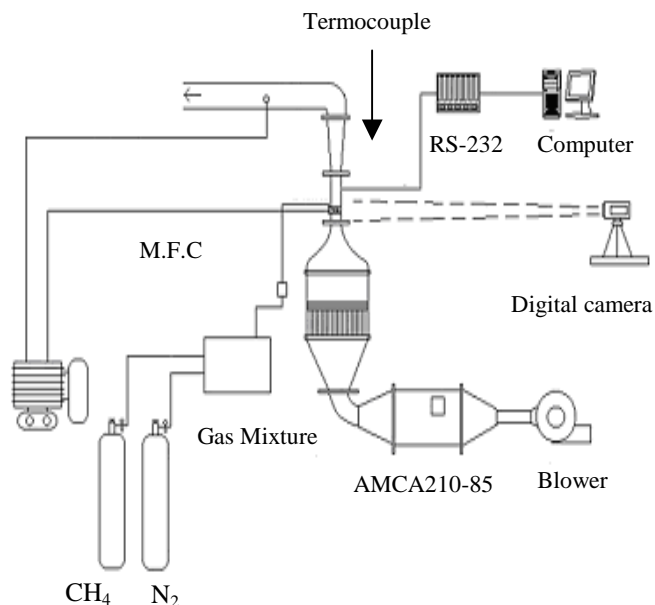 Termocouple
RS-232
Computer
M.F.C
Digital camera
Gas Mixture
AMCA210-85
Blower
CH₄
N₂